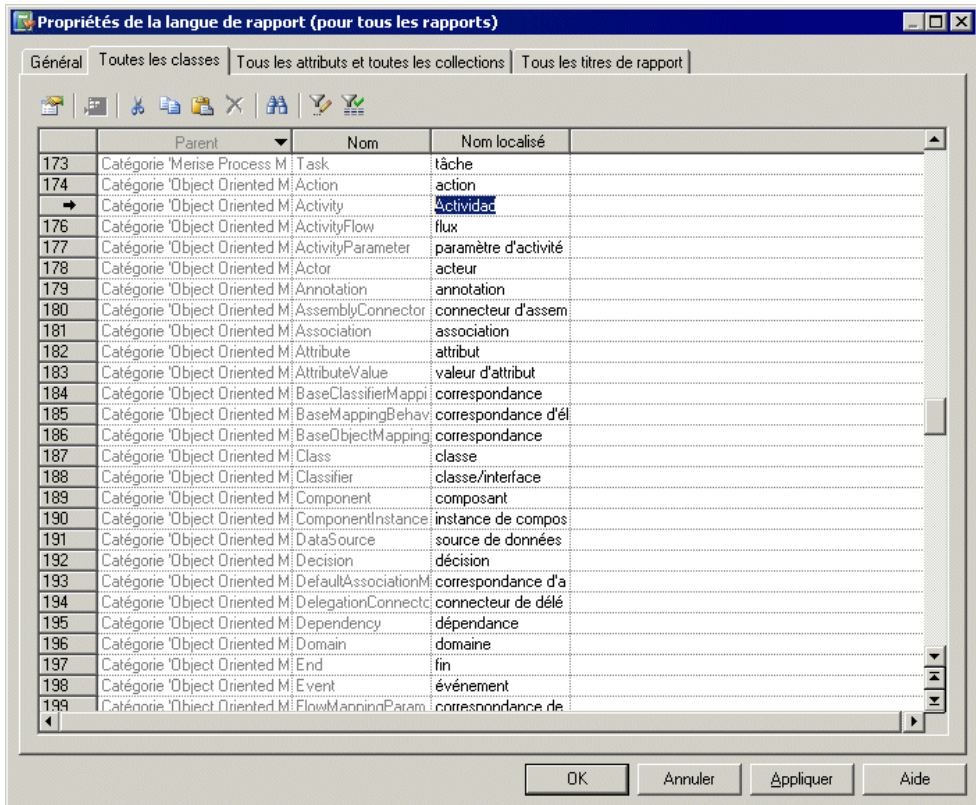 Propriétés de la langue de rapport (pour tous les rapports)
Général Toutes les classes Tous les attributs et toutes les collections Tous les titres de rapport
Parent Nom Nom localisé
173 Catégorie 'Merise Process M Task tâche
174 Catégorie 'Object Oriented M Action action
Catégorie 'Object Oriented M Activity Actividad
176 Catégorie 'Object Oriented M ActivityFlow flux
177 Catégorie 'Object Oriented M ActivityParameter paramètre d'activité
178 Catégorie 'Object Oriented M Actor acteur
179 Catégorie 'Object Oriented M Annotation annotation
180 Catégorie 'Object Oriented M AssemblyConnector connecteur d'assem
181 Catégorie 'Object Oriented M Association association
182 Catégorie 'Object Oriented M Attribute attribut
183 Catégorie 'Object Oriented M AttributeValue valeur d'attribut
184 Catégorie 'Object Oriented M BaseClassifierMappi correspondance
185 Catégorie 'Object Oriented M BaseMappingBehav correspondance d'él
186 Catégorie 'Object Oriented M BaseObjectMapping correspondance
187 Catégorie 'Object Oriented M Class classe
188 Catégorie 'Object Oriented M Classifier classe/interface
189 Catégorie 'Object Oriented M Component composant
190 Catégorie 'Object Oriented M ComponentInstance instance de compos
191 Catégorie 'Object Oriented M DataSource source de données
192 Catégorie 'Object Oriented M Decision décision
193 Catégorie 'Object Oriented M DefaultAssociationM correspondance d'a
194 Catégorie 'Object Oriented M DelegationConnectc connecteur de délé
195 Catégorie 'Object Oriented M Dependency dépendance
196 Catégorie 'Object Oriented M Domain domaine
197 Catégorie 'Object Oriented M End fin
198 Catégorie 'Object Oriented M Event événement
199 Catégorie 'Object Oriented M FlowMappingParam correspondance de
OK Annuler Appliquer Aide